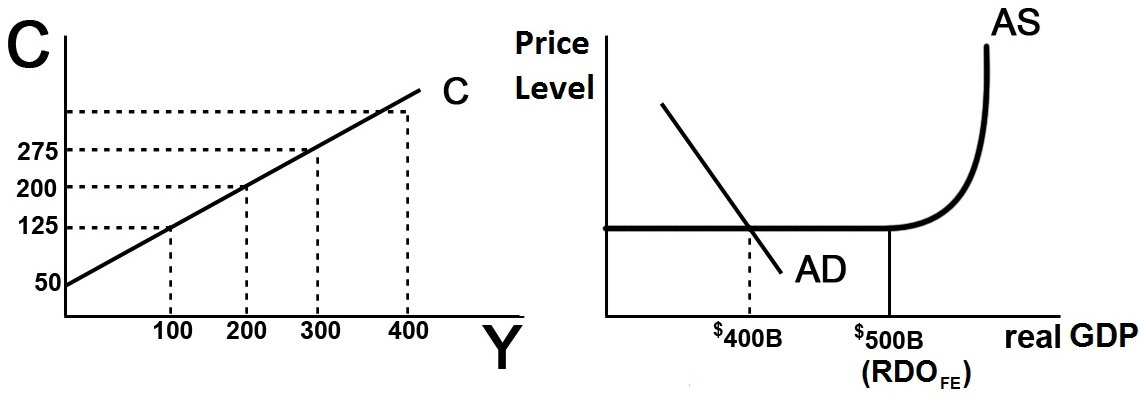 C
C
275
200
125
50
100 200 300 400
Y
Price
Level
AS
AD
$400B
$500B
(RDOFE)
real GDP